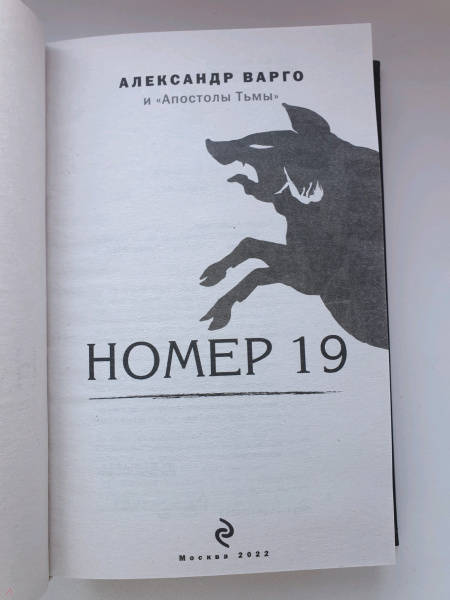 АЛЕКСАНДР ВАРГО
и «Апостолы Тьмы»
НОМЕР 19
Москва 2022